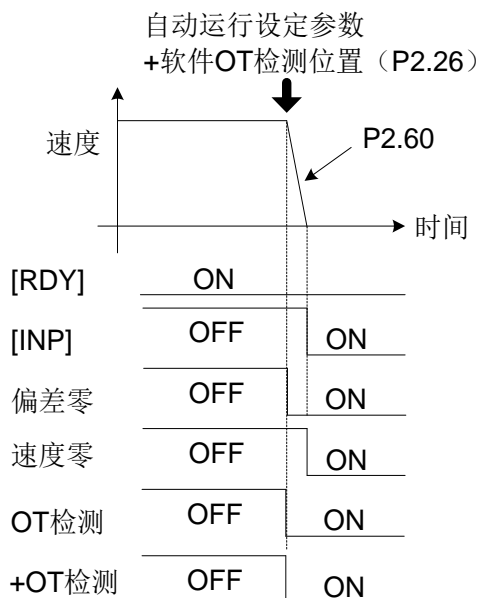 自动运行设定参数
+软件OT检测位置（P2.26）
速度
P2.60
时间
[RDY] ON
[INP] OFF ON
偏差零 OFF ON
速度零 OFF ON
OT检测 OFF ON
+OT检测 OFF ON